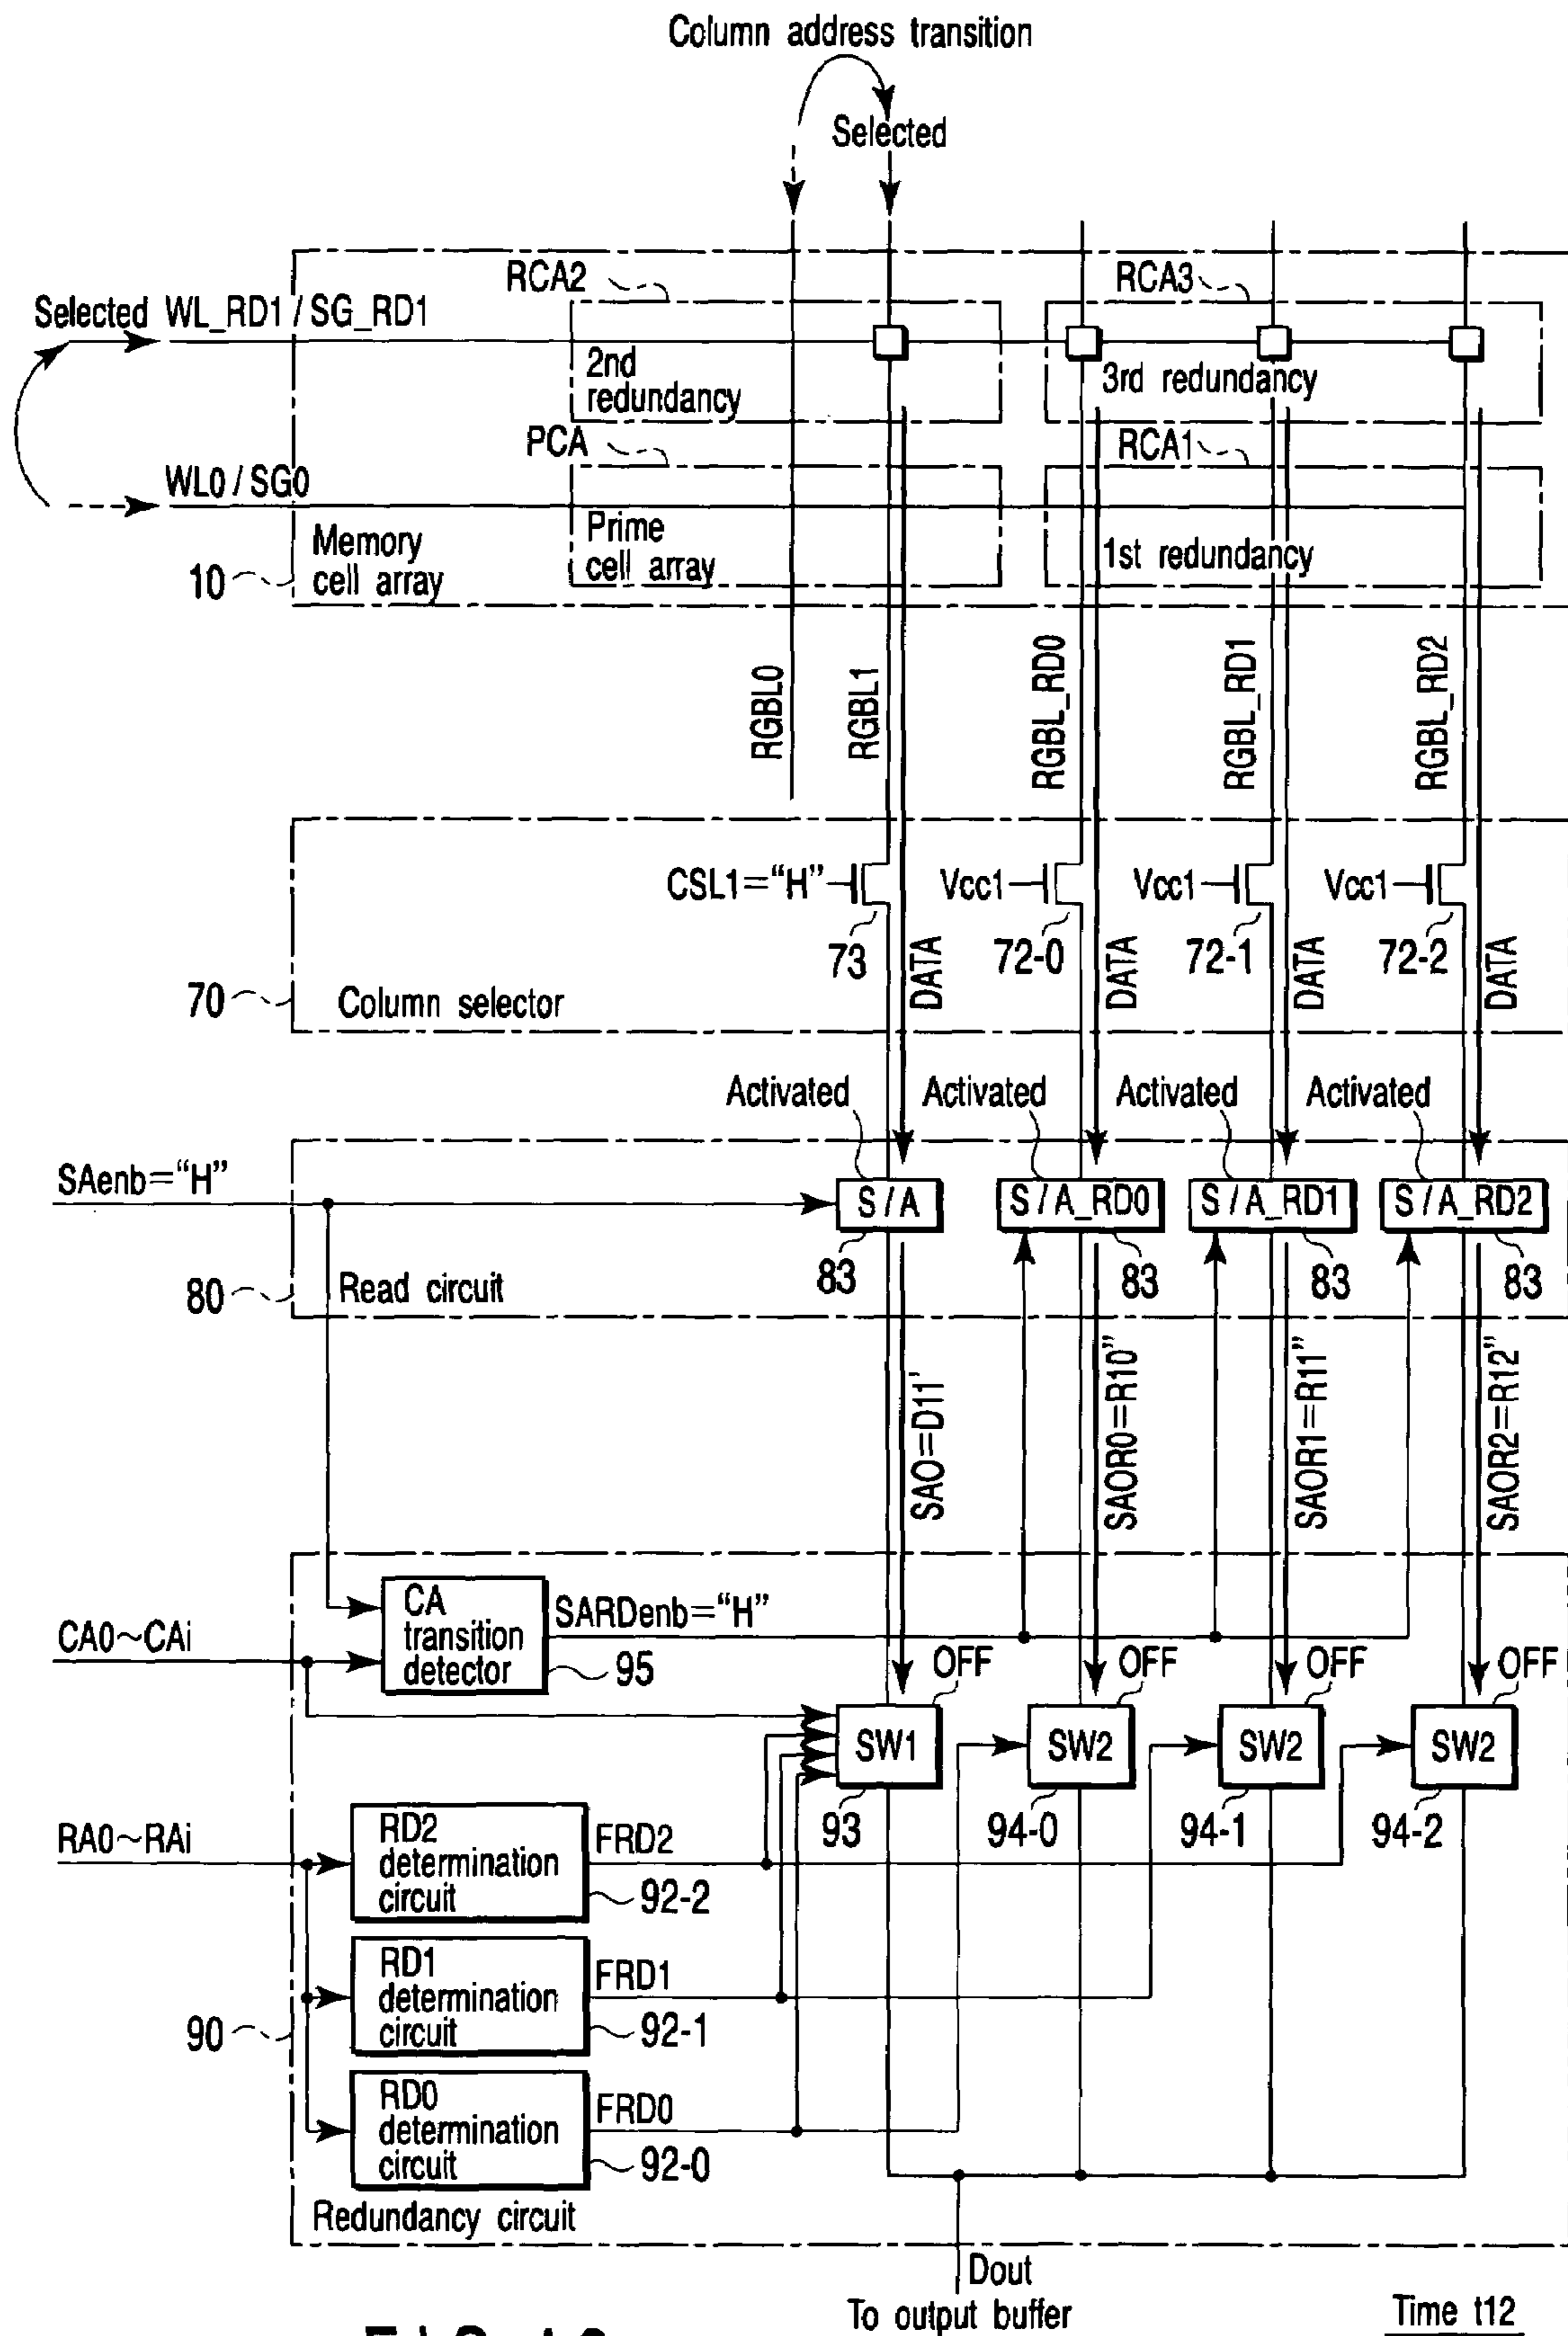 Column address transition
Selected
RCA2
RCA3
Selected WL_RD1 / SG_RD1
2nd
redundancy
3rd redundancy
PCA
RCA1
WL0 / SG0
Memory
cell array
10
Prime
cell array
1st redundancy
RGBL0
RGBL1
RGBL_RD0
RGBL_RD1
RGBL_RD2
CSL1="H"
Vcc1
Vcc1
Vcc1
73
72-0
72-1
72-2
DATA
DATA
DATA
DATA
70
Column selector
Activated
Activated
Activated
Activated
SAenb="H"
S / A
S / A_RD0
S / A_RD1
S / A_RD2
83
83
83
83
80
Read circuit
SAO=D11'
SAOR0=R10"
SAOR1=R11"
SAOR2=R12"
CA
transition
detector
SARDenb="H"
CA0~CAi
95
OFF
OFF
OFF
OFF
SW1
SW2
SW2
SW2
93
94-0
94-1
94-2
RA0~RAi
RD2
determination
circuit
FRD2
92-2
RD1
determination
circuit
FRD1
92-1
90
RD0
determination
circuit
FRD0
92-0
Redundancy circuit
Dout
To output buffer
Time t12